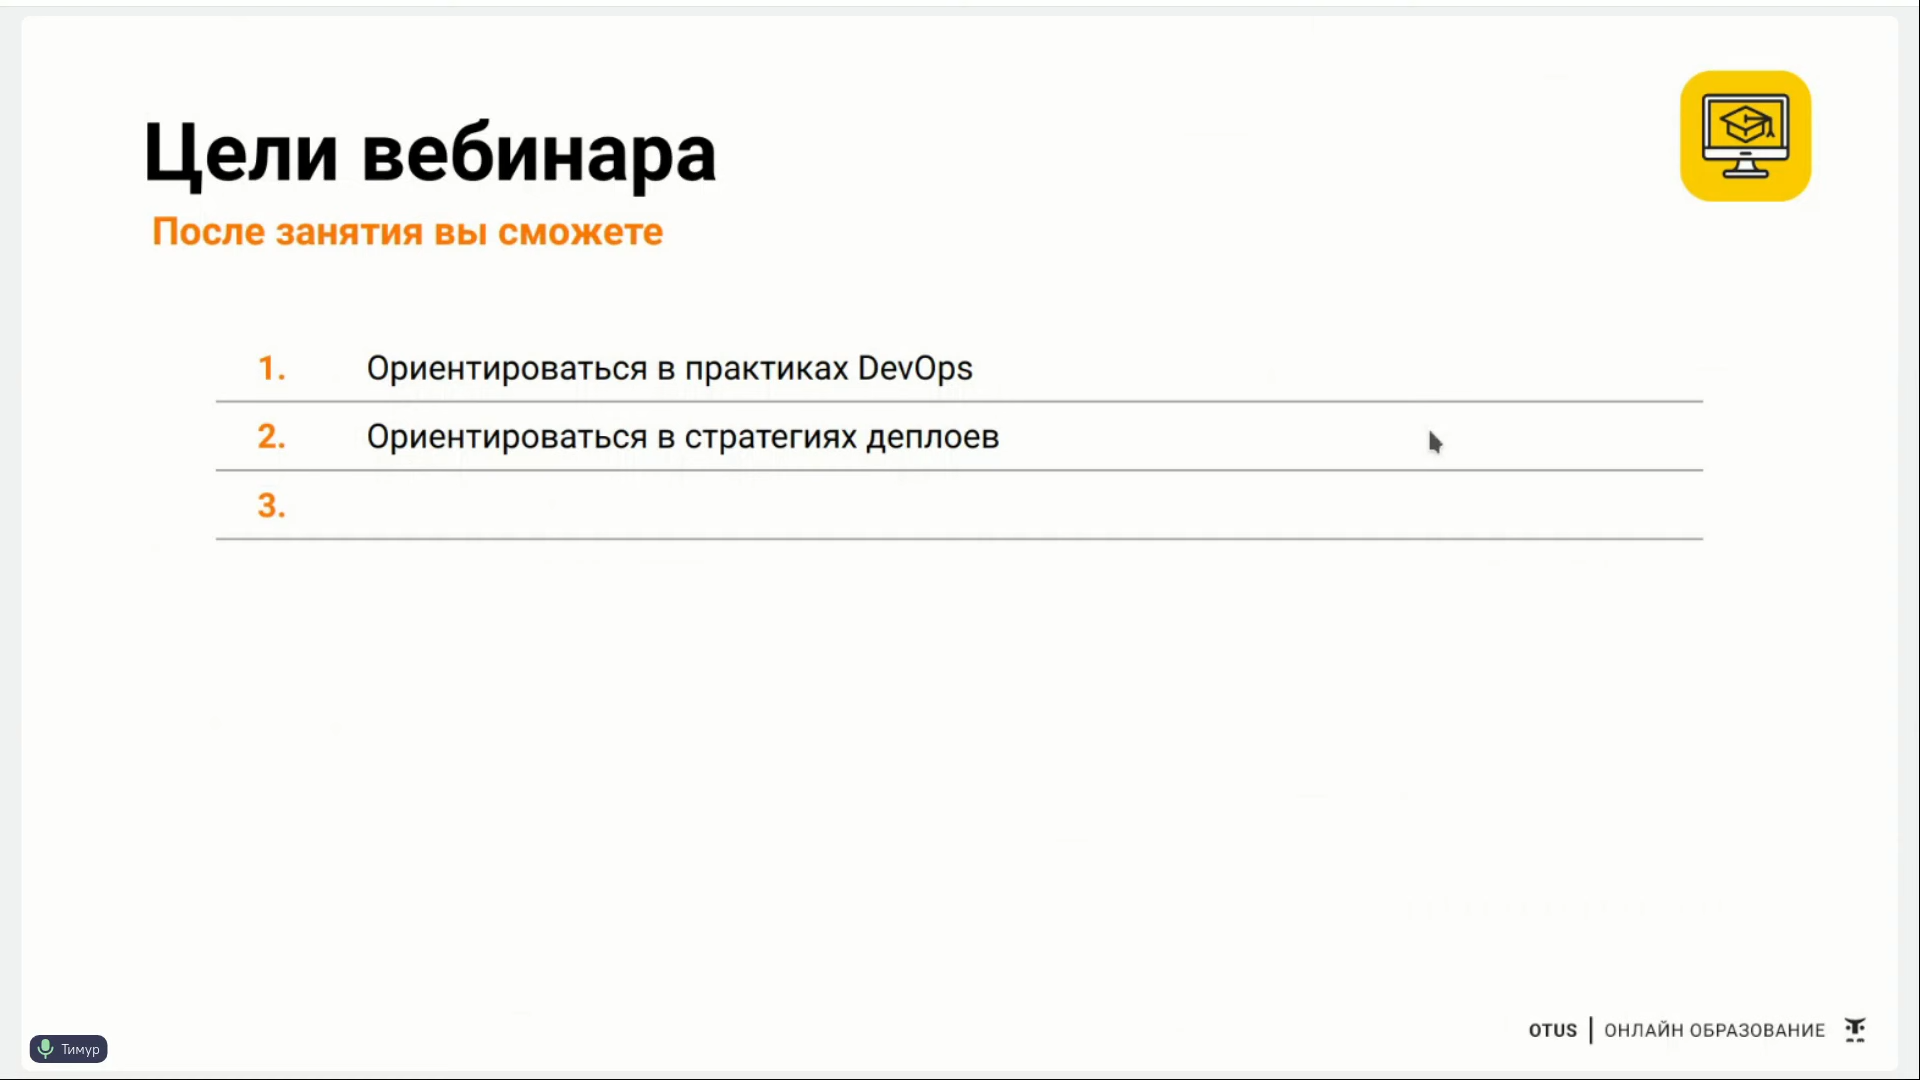 Цели вебинара
После занятия вы сможете
1. Ориентироваться в практиках DevOps
2. Ориентироваться в стратегиях деплоев
3.
OTUS | ОНЛАЙН ОБРАЗОВАНИЕ
Тимур